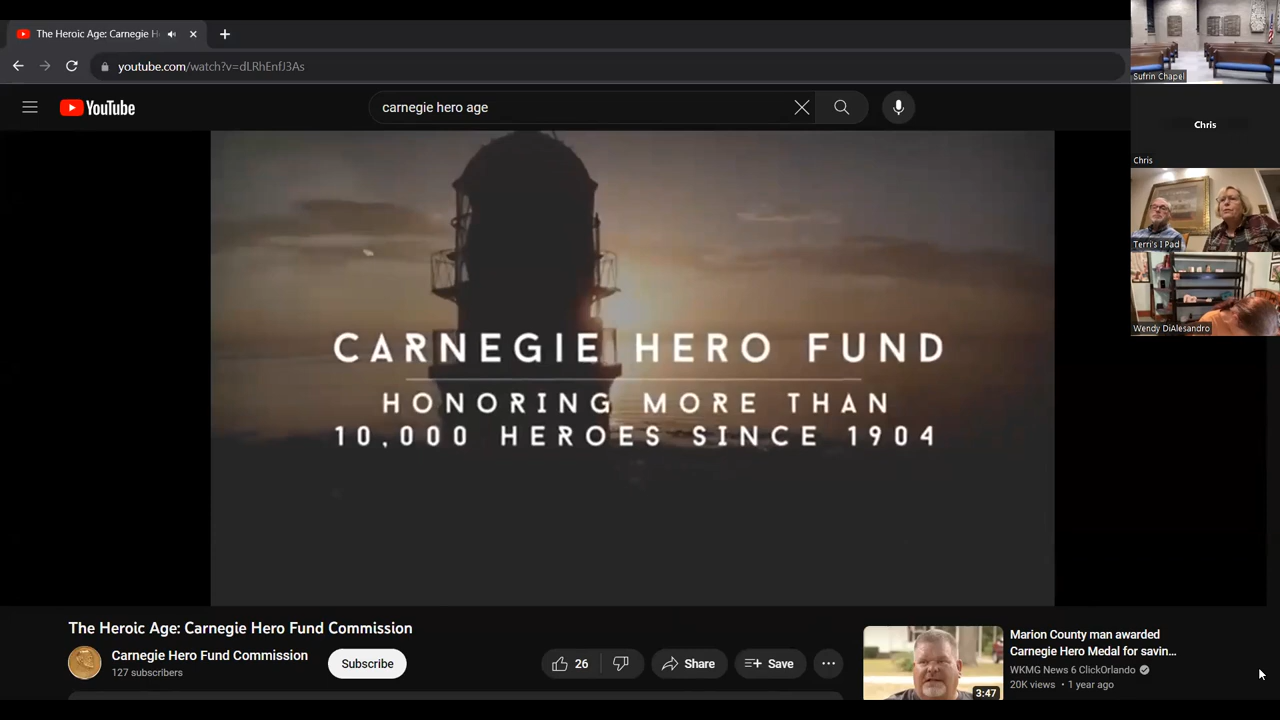 The Heroic Age: Carnegie H
youtube.com/watch?v=dLRhEnfJ3As
YouTube
carnegie hero age
CARNEGIE HERO FUND
HONORING MORE THAN
10,000 HEROES SINCE 1904
The Heroic Age: Carnegie Hero Fund Commission
Carnegie Hero Fund Commission
127 subscribers
Subscribe
26
Share
Save
3:47
Marion County man awarded
Carnegie Hero Medal for savin...
WKMG News 6 ClickOrlando
20K views • 1 year ago
Sufrin Chapel
Chris
Chris
Terri's I Pad
Wendy DiAlesandro